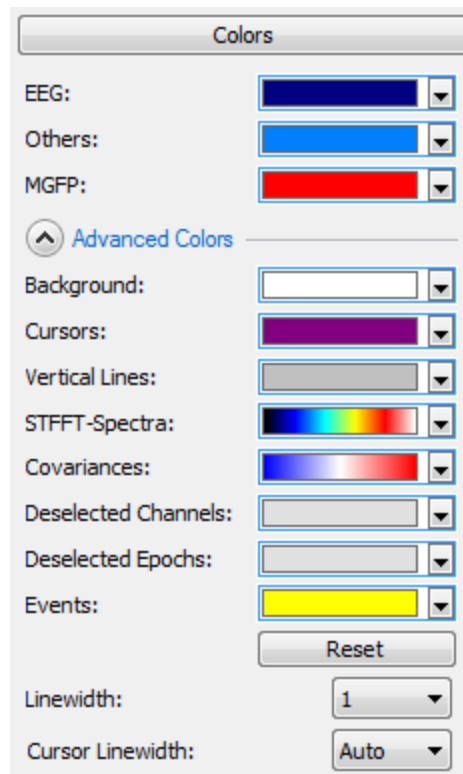 Colors
EEG:
Others:
MGFP:
Advanced Colors
Background:
Cursors:
Vertical Lines:
STFFT-Spectra:
Covariances:
Deselected Channels:
Deselected Epochs:
Events:
Reset
Linewidth: 1
Cursor Linewidth: Auto